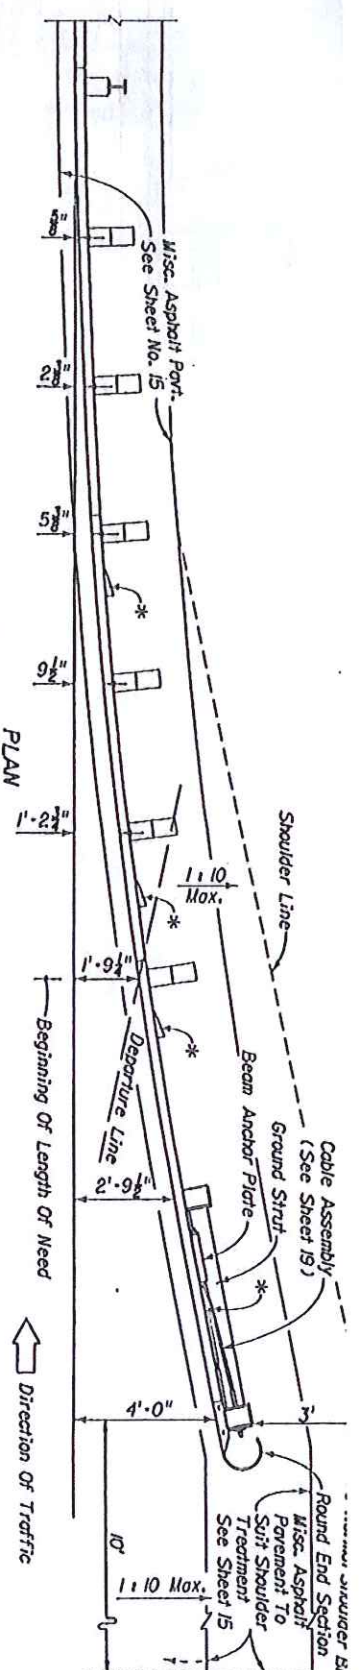 Misc. Asphalt Pavt.
See Sheet No. 15
5/8"
5 3/8"
9 1/2"
1'-2 3/4"
1'-9 1/4"
2'-9 1/2"
4'-0"
3'
10'
*
*
*
*
PLAN
1:10
Max.
Shoulder Line
Departure Line
Beginning Of Length Of Need
Beam Anchor Plate
Ground Strut
Cable Assembly
(See Sheet 19)
Round End Section
Misc. Asphalt
Pavement To
Suit Shoulder
Treatment
See Sheet 15
1:10 Max.
Direction Of Traffic
Shoulder